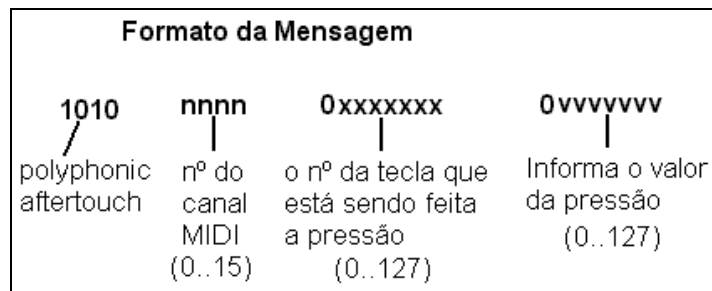 Formato da Mensagem
1010 nnnn 0xxxxxxx 0vvvvvvv
polyphonic
aftertouch
nº do
canal
MIDI
(0..15)
o nº da tecla que
está sendo feita
a pressão
(0..127)
Informa o valor
da pressão
(0..127)